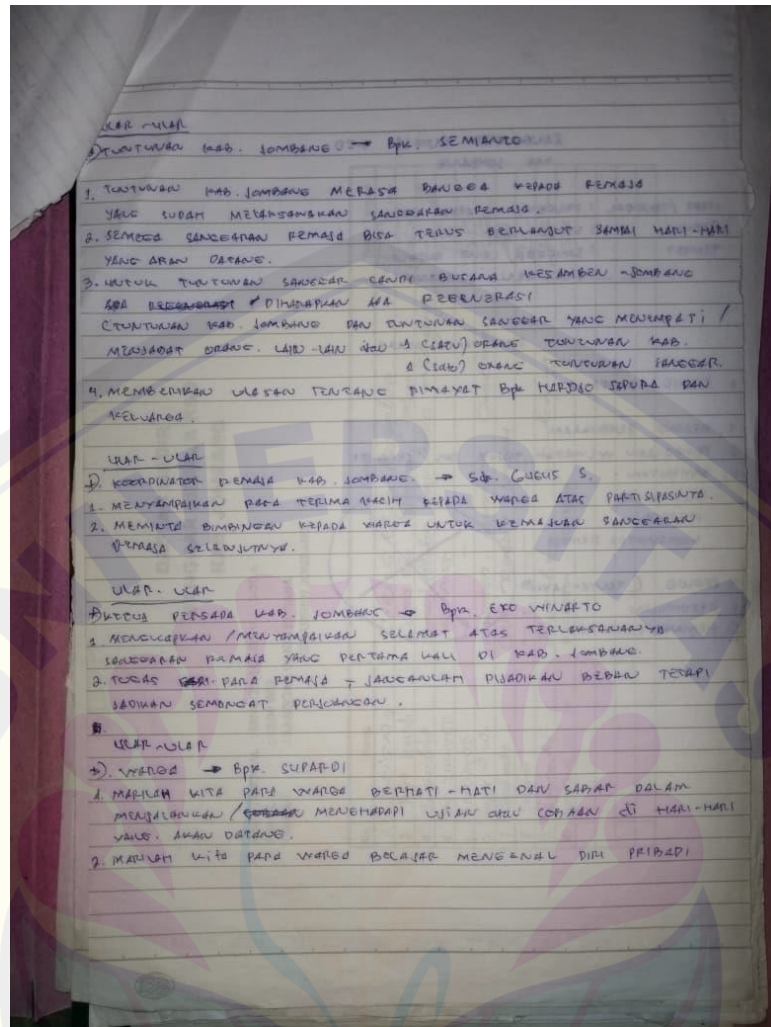 ULAR-ULAR
TUNTUNAN KAB. JOMBANG → Bpk. SEMIANTO
1. TUNTUNAN KAB. JOMBANG MERASA BANGGA KEPADA REMAJA
YANG SUDAH MELAKSANAKAN SANGGARAN REMAJA.
2. SEMOGA SANGGARAN REMAJA BISA TERUS BERLANJUT SAMPAI HARI-HARI
YANG AKAN DATANG.
3. UNTUK TUNTUNAN SANGGAR CANDI BUSANA KESAMBEN-JOMBANG
DIHARAPKAN ADA REGENERASI
(TUNTUNAN KAB. JOMBANG DAN TUNTUNAN SANGGAR YANG MENEMPATI /
MENJABAT ORANG. LAIN-LAIN atau 1 (SATU) ORANG TUNTUNAN KAB.
1 (SATU) ORANG TUNTUNAN SANGGAR.
4. MEMBERIKAN ULASAN TENTANG RIWAYAT Bpk HARDJO SAPURA DAN
KELUARGA.
ULAR-ULAR
KOORDINATOR REMAJA KAB. JOMBANG. → Sdr. GUGUS S.
1. MENYAMPAIKAN RASA TERIMA KASIH KEPADA WARGA ATAS PARTISIPASINYA.
2. MEMINTA BIMBINGAN KEPADA WARGA UNTUK KEMAJUAN SANGGARAN
REMAJA SELANJUTNYA.
ULAR-ULAR
KETUA PERSADA KAB. JOMBANG → Bpk. EKO WINARTO
1. MENGUCAPKAN / MENYAMPAIKAN SELAMAT ATAS TERLAKSANANYA
SANGGARAN REMAJA YANG PERTAMA KALI DI KAB. JOMBANG.
2. TUGAS PARA REMAJA - JANGANLAH DIJADIKAN BEBAN TETAPI
JADIKAN SEMANGAT PERJUANGAN.
ULAR-ULAR
WARGA → Bpk. SUPARDI
1. MARILAH KITA PARA WARGA BERHATI-HATI DAN SABAR DALAM
MENJALANKAN / MENGHADAPI UJIAN atau COBAAN di HARI-HARI
YANG. AKAN DATANG.
2. MARILAH kita PARA WARGA BELAJAR MENGENAL DIRI PRIBADI